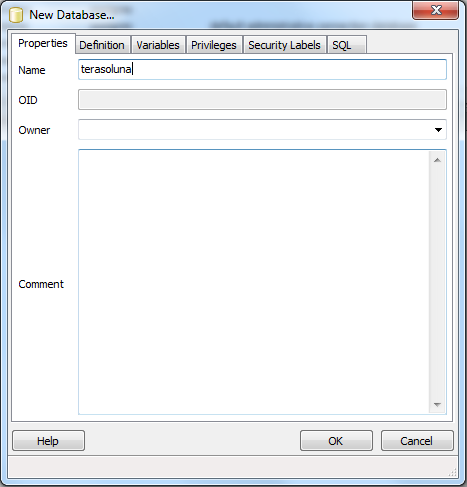 New Database...
Properties Definition Variables Privileges Security Labels SQL
Name terasoluna
OID
Owner
Comment
Help OK Cancel